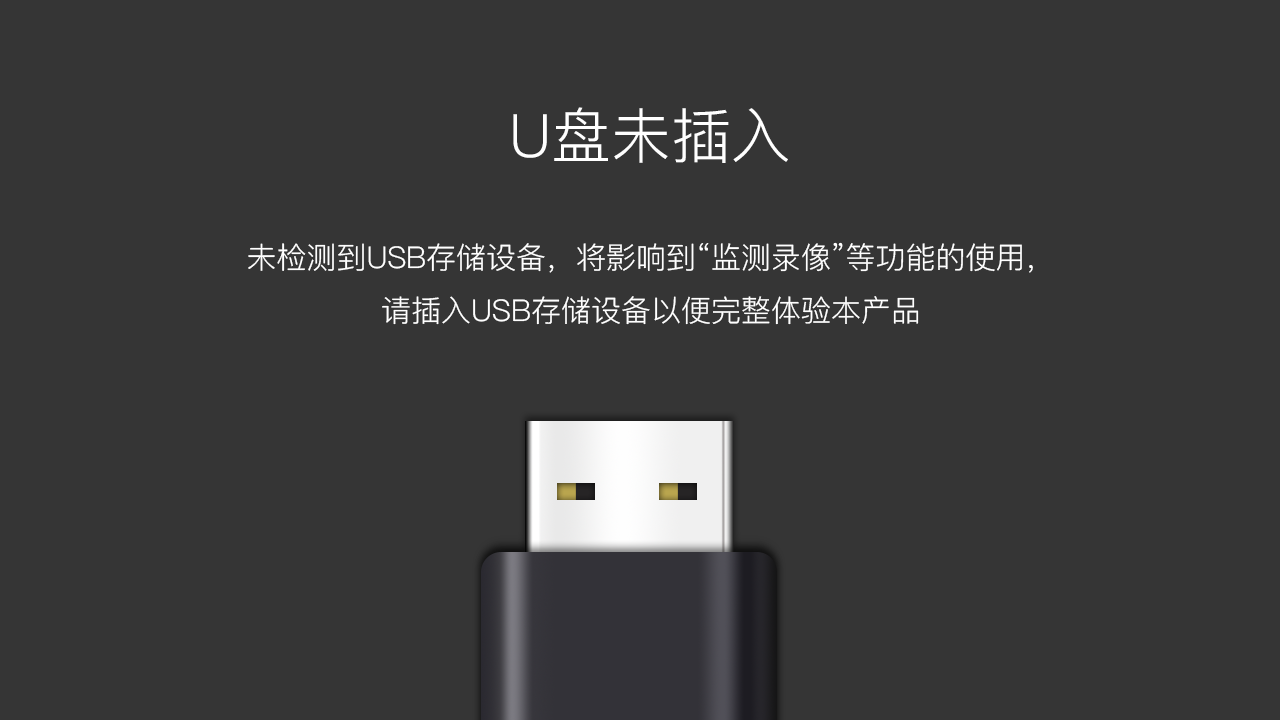 U盘未插入
未检测到USB存储设备，将影响到“监测录像”等功能的使用，
请插入USB存储设备以便完整体验本产品